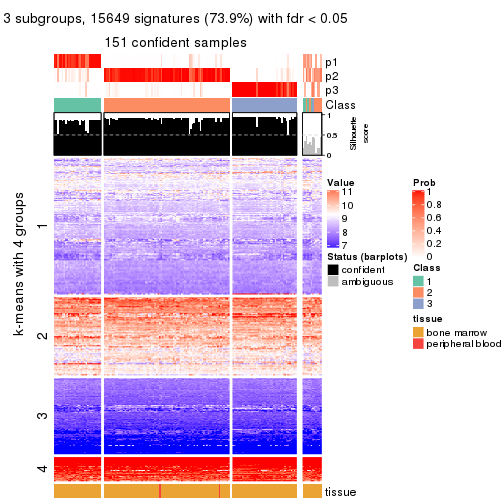 3 subgroups, 15649 signatures (73.9%) with fdr < 0.05
151 confident samples
p1
p2
p3
Class
1
0.5
0
Silhouette
score
k-means with 4 groups
1
2
3
4
tissue
Value
11
10
9
8
7
Prob
1
0.8
0.6
0.4
0.2
0
Status (barplots)
confident
ambiguous
Class
1
2
3
tissue
bone marrow
peripheral blood